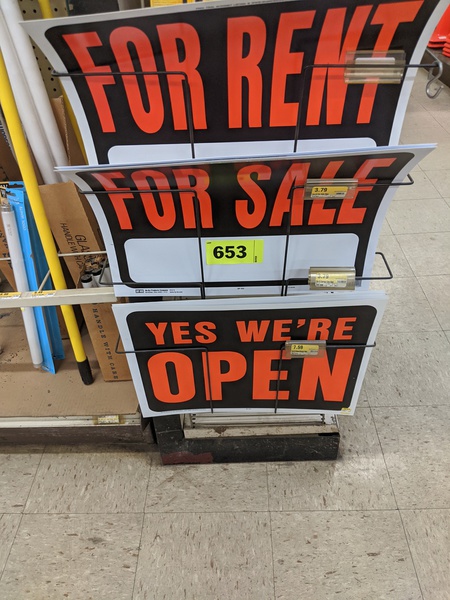 FOR RENT
FOR SALE
3.79
653
YES WE'RE
OPEN